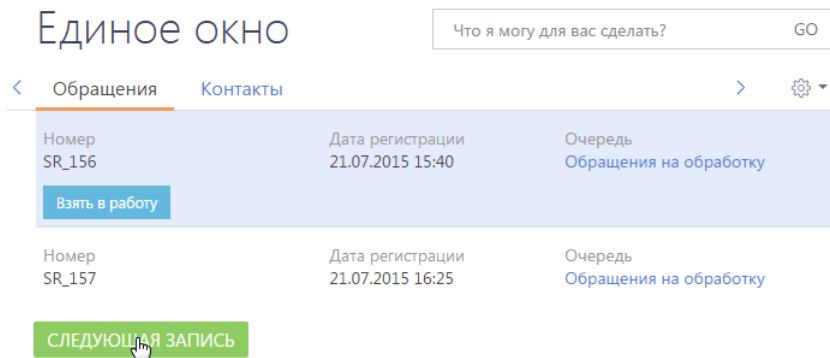 Единое окно
Что я могу для вас сделать? GO
Обращения Контакты
Номер Дата регистрации Очередь
SR_156 21.07.2015 15:40 Обращения на обработку
Взять в работу
Номер Дата регистрации Очередь
SR_157 21.07.2015 16:25 Обращения на обработку
СЛЕДУЮЩАЯ ЗАПИСЬ